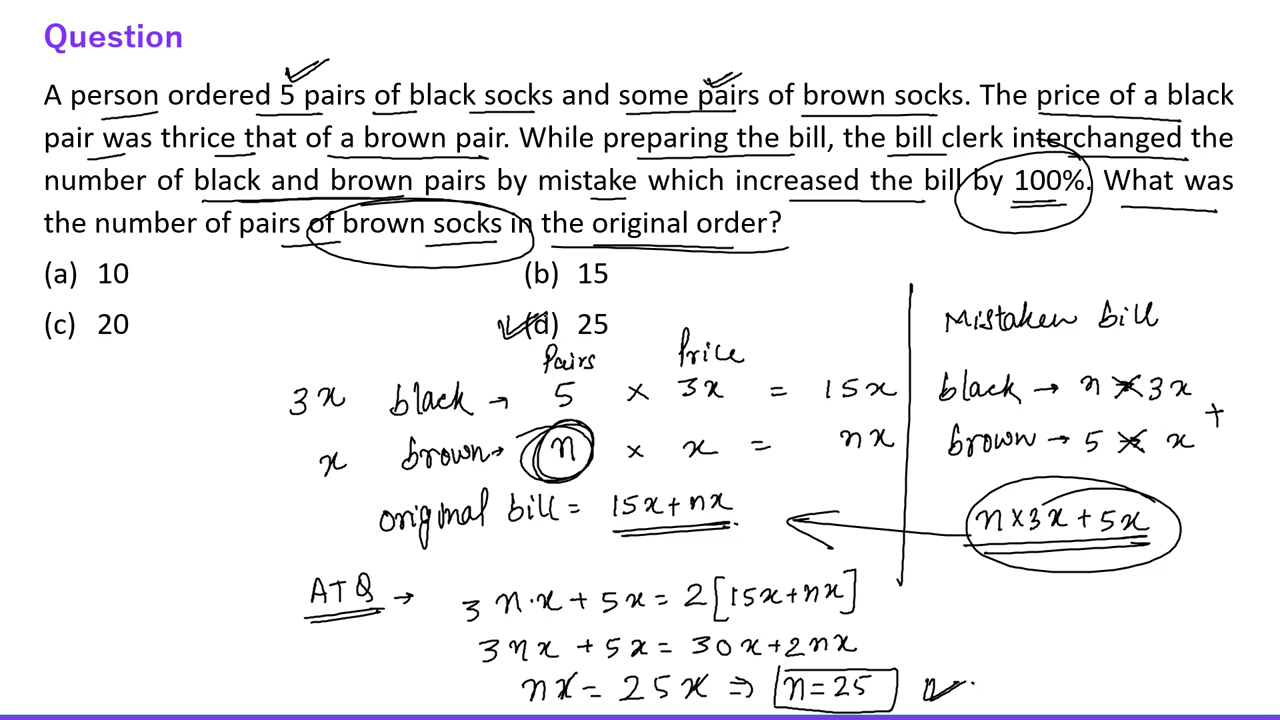 Question
A person ordered 5 pairs of black socks and some pairs of brown socks. The price of a black
pair was thrice that of a brown pair. While preparing the bill, the bill clerk interchanged the
number of black and brown pairs by mistake which increased the bill by 100%. What was
the number of pairs of brown socks in the original order?
(a) 10
(b) 15
(c) 20
(d) 25
Pairs Price
3x black → 5 × 3x = 15x
x brown → n × x = nx
original bill = 15x+nx
Mistaken bill
black → n × 3x
+
brown → 5 × x
n×3x+5x
ATQ → 3n·x+5x=2[15x+nx]
3nx+5x=30x+2nx
nx=25x ⇒ n=25